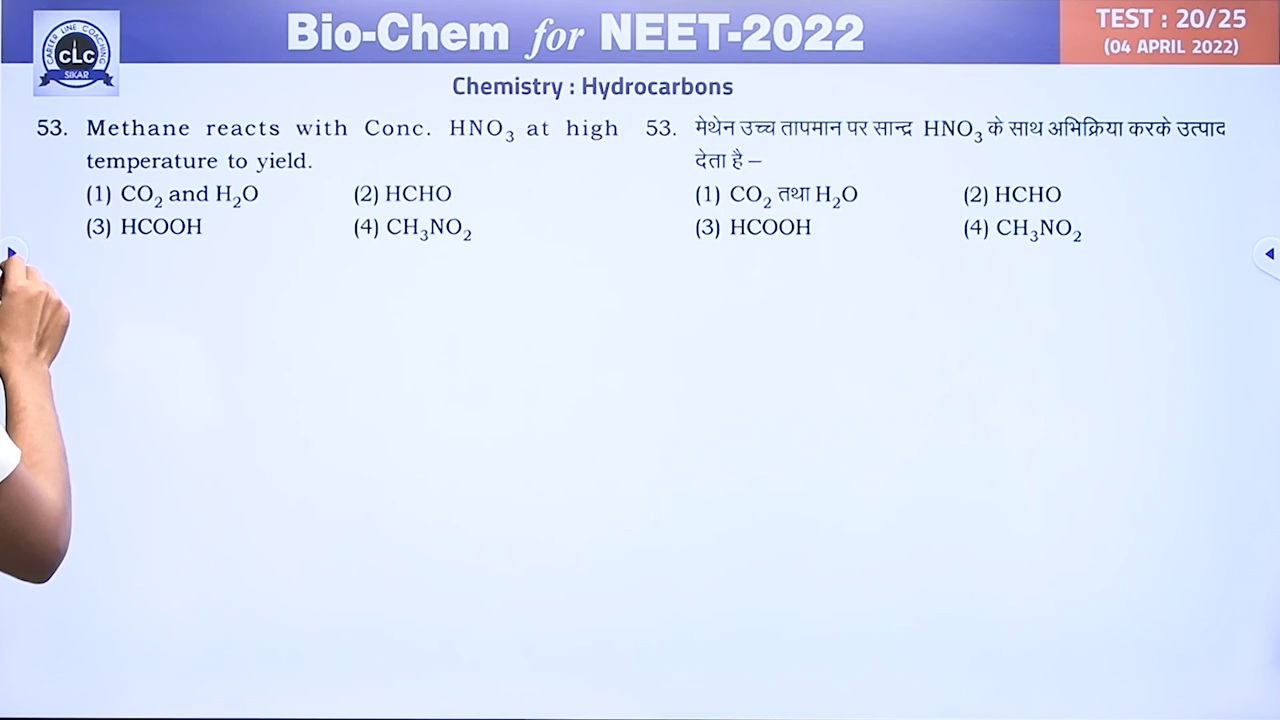 CAREER LINE COACHING
CLC
SIKAR
Bio-Chem for NEET-2022
TEST : 20/25
(04 APRIL 2022)
Chemistry : Hydrocarbons
53. Methane reacts with Conc. HNO₃ at high
temperature to yield.
(1) CO₂ and H₂O (2) HCHO
(3) HCOOH (4) CH₃NO₂
53. मेथेन उच्च तापमान पर सान्द्र HNO₃ के साथ अभिक्रिया करके उत्पाद
देता है –
(1) CO₂ तथा H₂O (2) HCHO
(3) HCOOH (4) CH₃NO₂